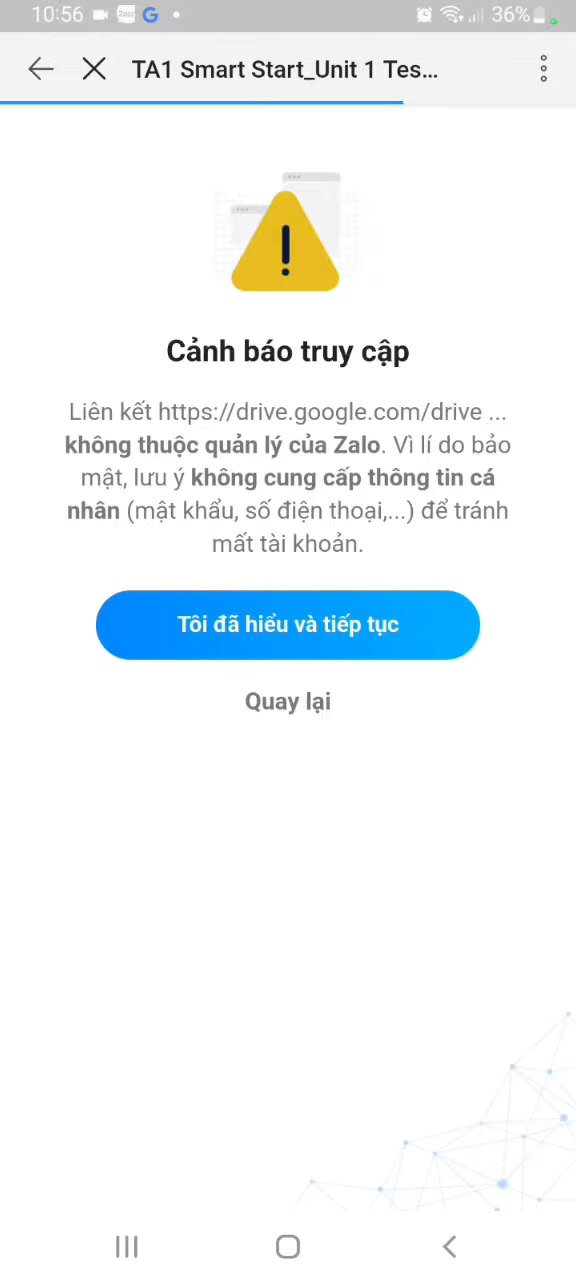 10:56 Zalo G 36%
TA1 Smart Start_Unit 1 Tes...
Cảnh báo truy cập
Liên kết https://drive.google.com/drive ...
không thuộc quản lý của Zalo. Vì lí do bảo
mật, lưu ý không cung cấp thông tin cá
nhân (mật khẩu, số điện thoại,...) để tránh
mất tài khoản.
Tôi đã hiểu và tiếp tục
Quay lại